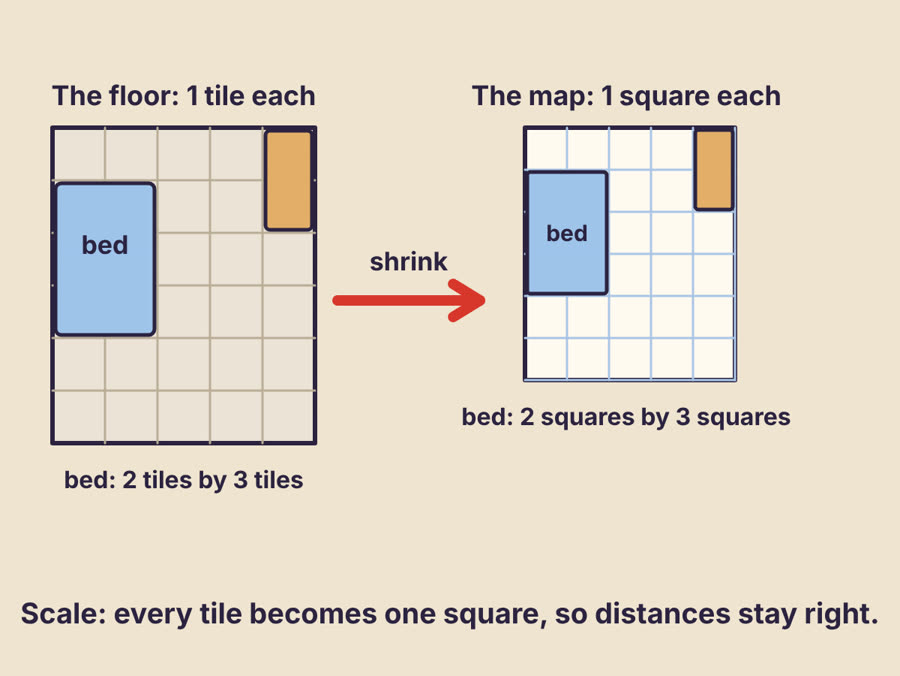 The floor: 1 tile each
The map: 1 square each
bed
bed
shrink
bed: 2 squares by 3 squares
bed: 2 tiles by 3 tiles
Scale: every tile becomes one square, so distances stay right.